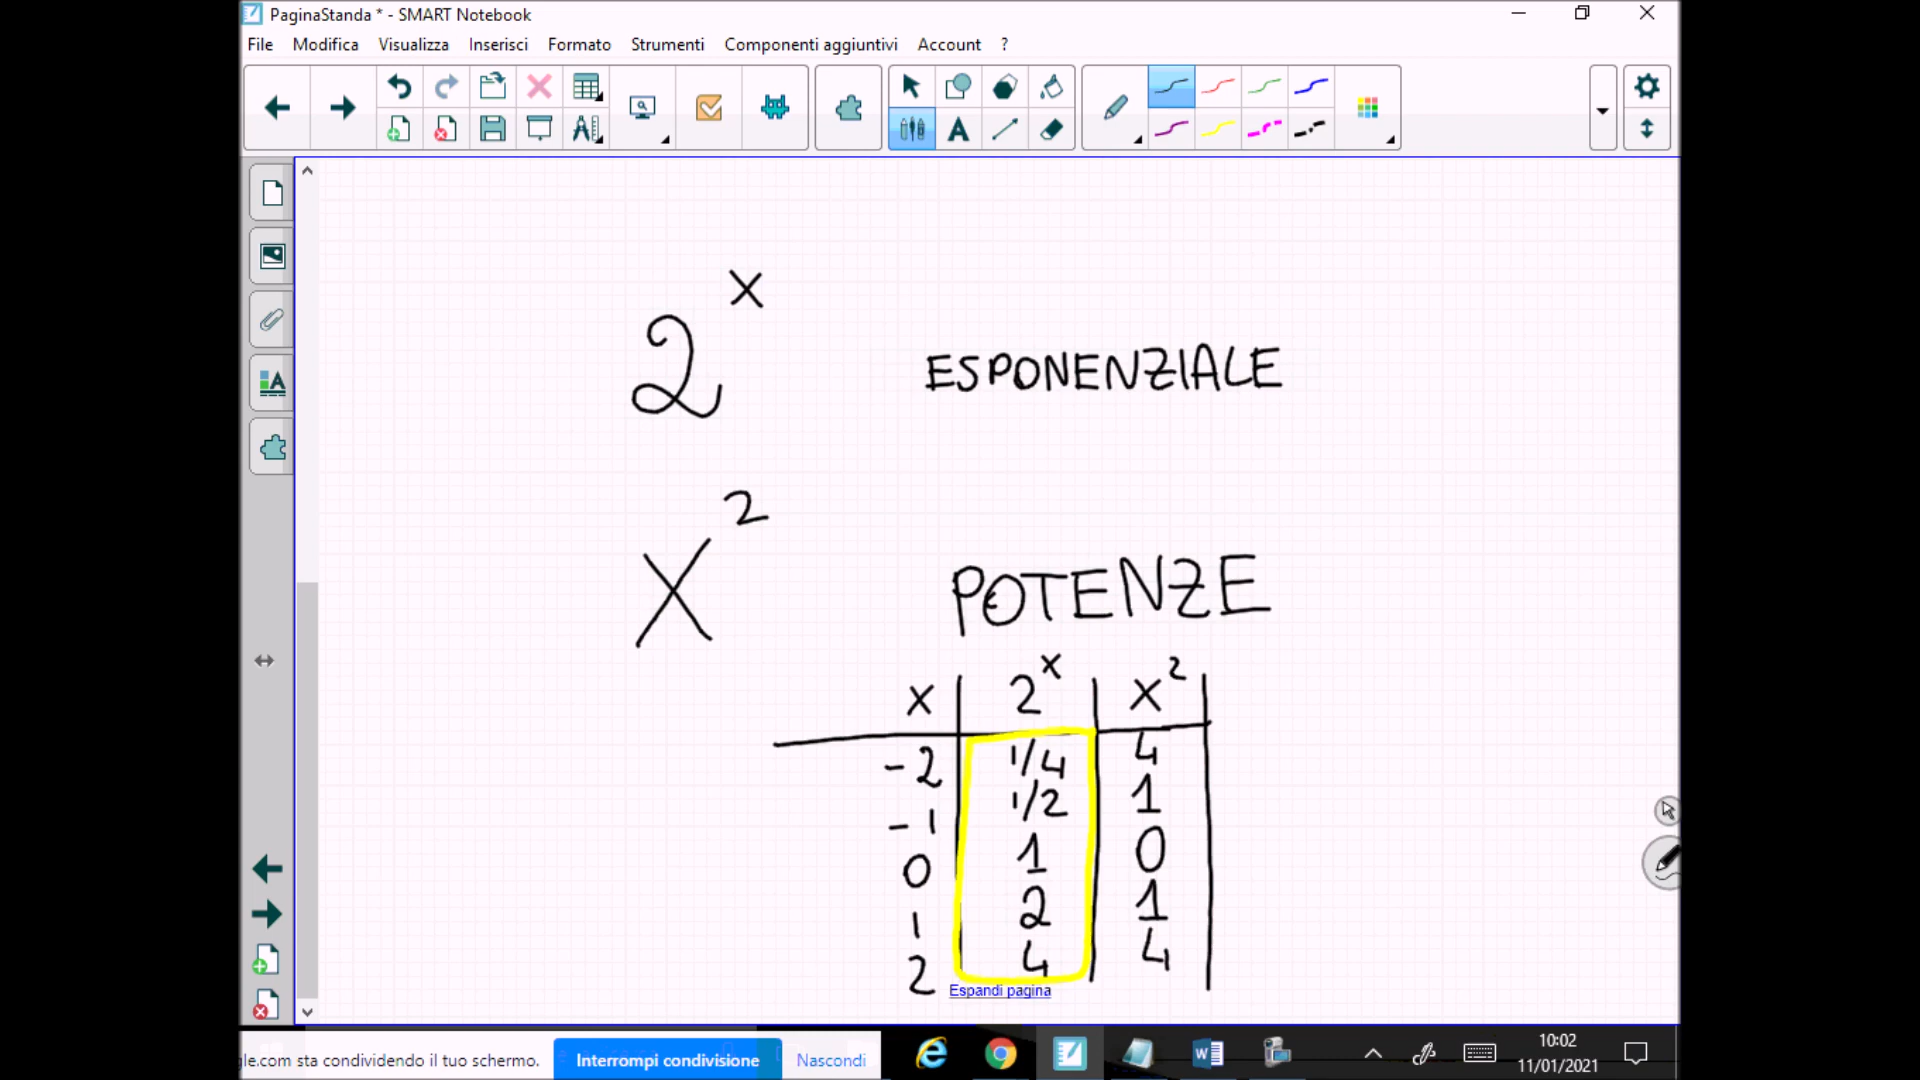 PaginaStanda * - SMART Notebook
File Modifica Visualizza Inserisci Formato Strumenti Componenti aggiuntivi Account ?
2^x ESPONENZIALE
x^2 POTENZE
x 2^x x^2
-2 1/4 4
-1 1/2 1
0 1 0
1 2 1
2 4 4
Espandi pagina
gle.com sta condividendo il tuo schermo. Interrompi condivisione Nascondi
10:02
11/01/2021